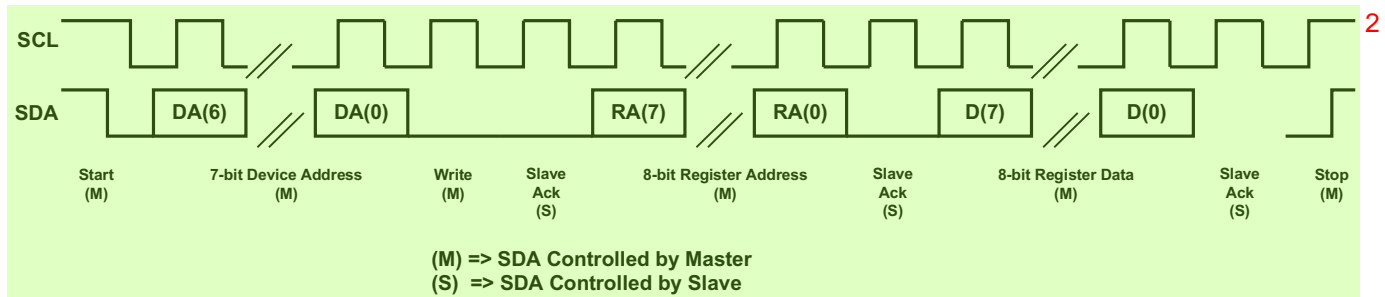 2
SCL
SDA
DA(6) DA(0) RA(7) RA(0) D(7) D(0)
Start 7-bit Device Address Write Slave 8-bit Register Address Slave 8-bit Register Data Slave Stop
(M) (M) (M) Ack (M) Ack (M) Ack (M)
(S) (S) (S)
(M) => SDA Controlled by Master
(S) => SDA Controlled by Slave